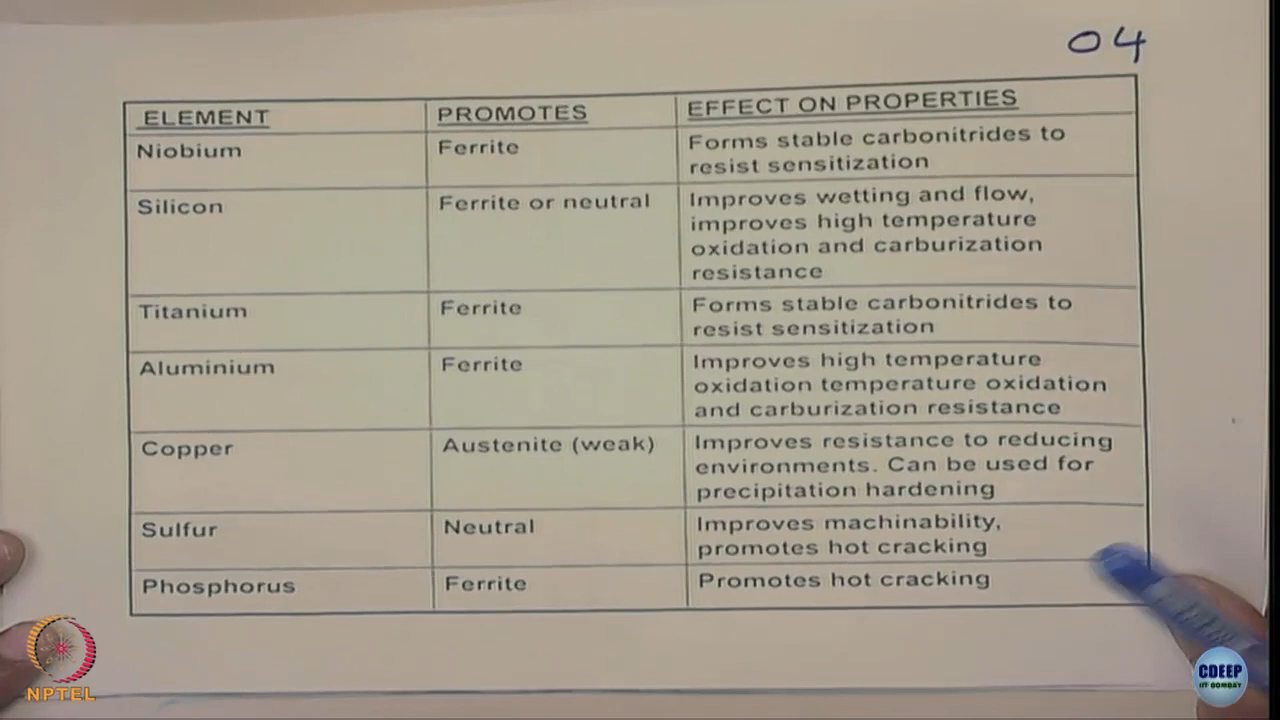 04
ELEMENT PROMOTES EFFECT ON PROPERTIES
Niobium Ferrite Forms stable carbonitrides to
resist sensitization
Silicon Ferrite or neutral Improves wetting and flow,
improves high temperature
oxidation and carburization
resistance
Titanium Ferrite Forms stable carbonitrides to
resist sensitization
Aluminium Ferrite Improves high temperature
oxidation temperature oxidation
and carburization resistance
Copper Austenite (weak) Improves resistance to reducing
environments. Can be used for
precipitation hardening
Sulfur Neutral Improves machinability,
promotes hot cracking
Phosphorus Ferrite Promotes hot cracking
NPTEL
CDEEP
IIT BOMBAY